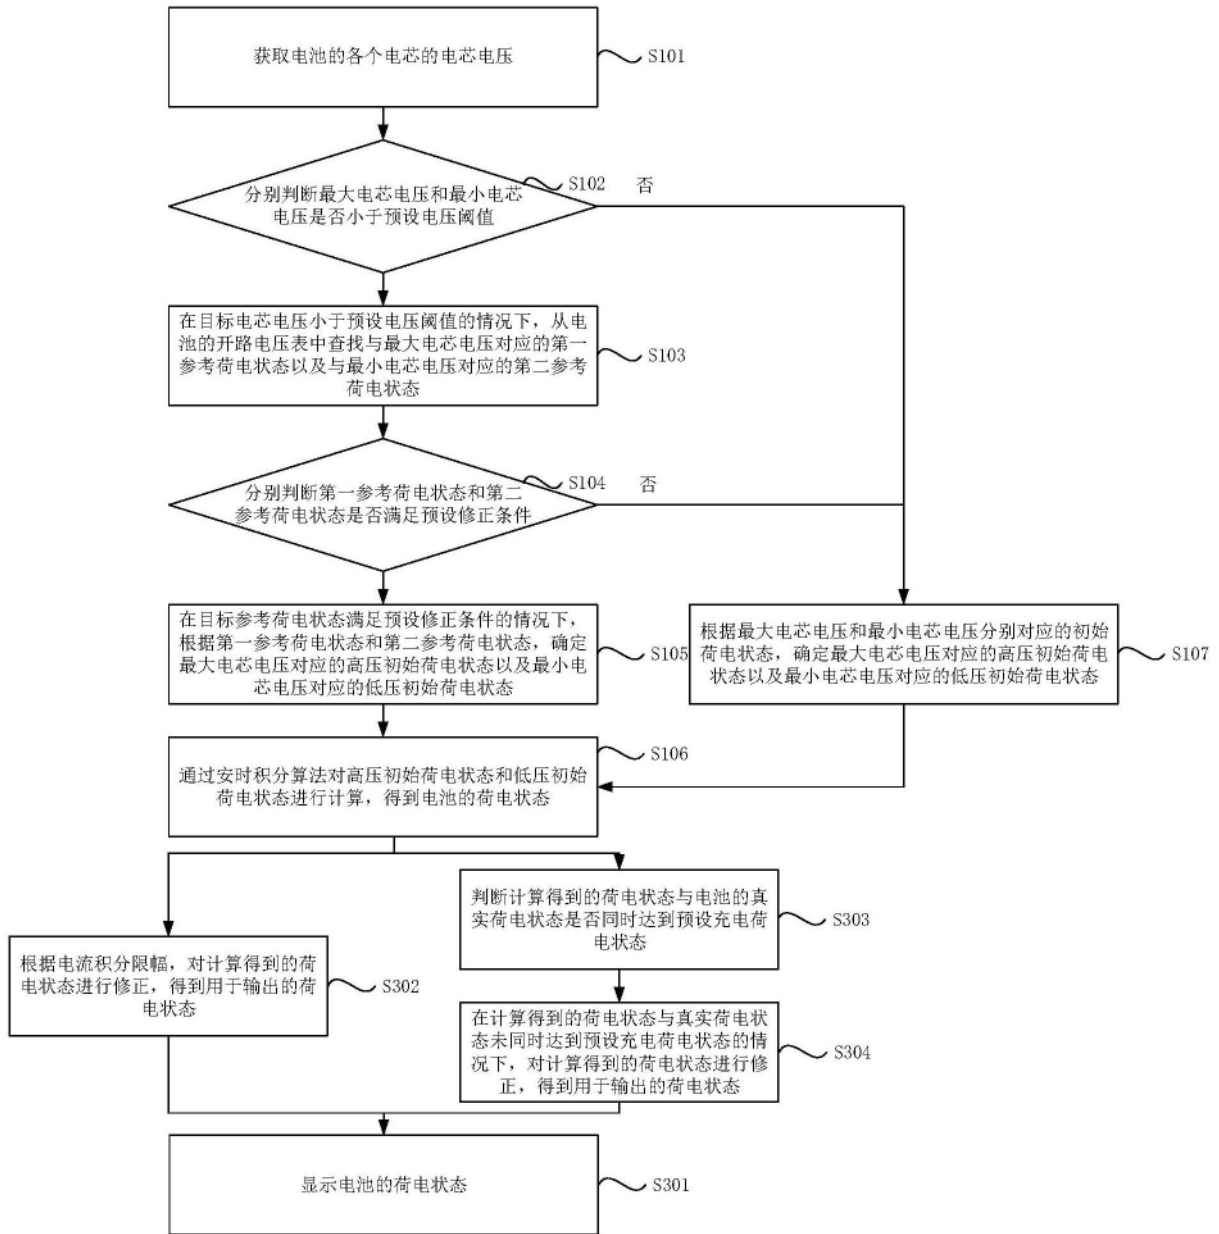 获取电池的各个电芯的电芯电压
S101
分别判断最大电芯电压和最小电芯
电压是否小于预设电压阈值
S102
否
在目标电芯电压小于预设电压阈值的情况下，从电
池的开路电压表中查找与最大电芯电压对应的第一
参考荷电状态以及与最小电芯电压对应的第二参考
荷电状态
S103
分别判断第一参考荷电状态和第二
参考荷电状态是否满足预设修正条件
S104
否
在目标参考荷电状态满足预设修正条件的情况下，
根据第一参考荷电状态和第二参考荷电状态，确定
最大电芯电压对应的高压初始荷电状态以及最小电
芯电压对应的低压初始荷电状态
S105
根据最大电芯电压和最小电芯电压分别对应的初始
荷电状态，确定最大电芯电压对应的高压初始荷电
状态以及最小电芯电压对应的低压初始荷电状态
S107
通过安时积分算法对高压初始荷电状态和低压初始
荷电状态进行计算，得到电池的荷电状态
S106
判断计算得到的荷电状态与电池的真
实荷电状态是否同时达到预设充电荷
电状态
S303
根据电流积分限幅，对计算得到的荷
电状态进行修正，得到用于输出的荷
电状态
S302
在计算得到的荷电状态与真实荷电状
态未同时达到预设充电荷电状态的情
况下，对计算得到的荷电状态进行修
正，得到用于输出的荷电状态
S304
显示电池的荷电状态
S301